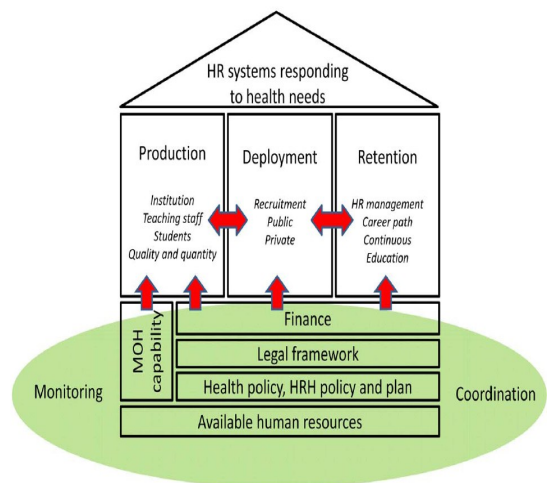 HR systems responding
to health needs
Production
Institution
Teaching staff
Students
Quality and quantity
Deployment
Recruitment
Public
Private
Retention
HR management
Career path
Continuous
Education
MOH
capability
Finance
Legal framework
Health policy, HRH policy and plan
Available human resources
Monitoring
Coordination